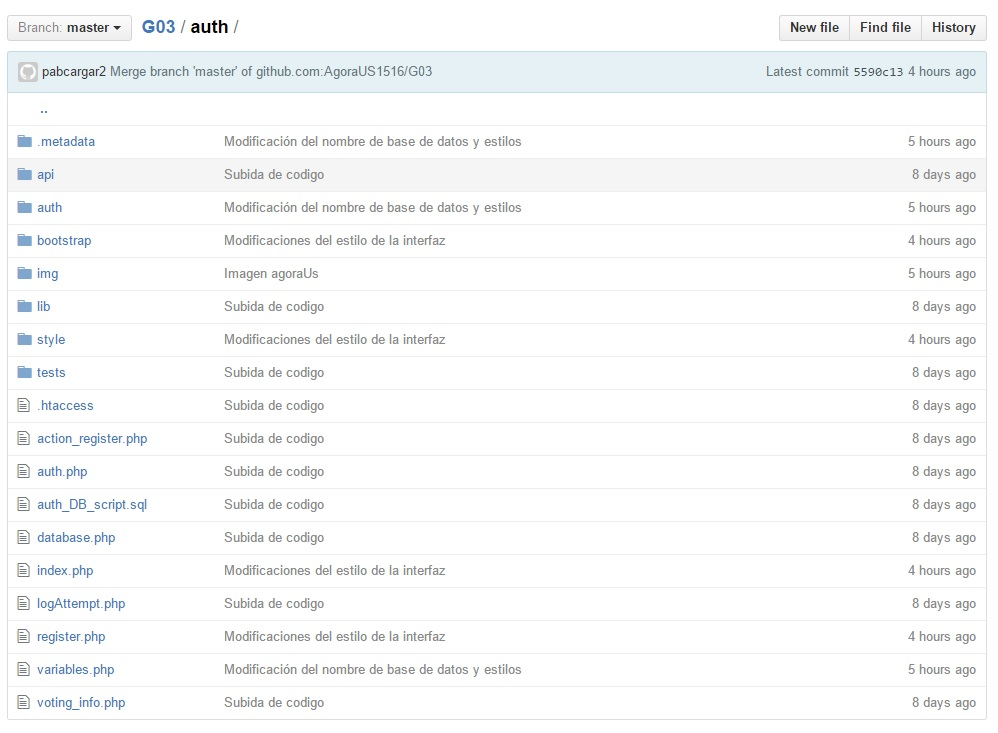 Branch: master G03 / auth / New file Find file History
pabcargar2 Merge branch 'master' of github.com:AgoraUS1516/G03 Latest commit 5590c13 4 hours ago
..
.metadata Modificación del nombre de base de datos y estilos 5 hours ago
api Subida de codigo 8 days ago
auth Modificación del nombre de base de datos y estilos 5 hours ago
bootstrap Modificaciones del estilo de la interfaz 4 hours ago
img Imagen agoraUs 5 hours ago
lib Subida de codigo 8 days ago
style Modificaciones del estilo de la interfaz 4 hours ago
tests Subida de codigo 8 days ago
.htaccess Subida de codigo 8 days ago
action_register.php Subida de codigo 8 days ago
auth.php Subida de codigo 8 days ago
auth_DB_script.sql Subida de codigo 8 days ago
database.php Subida de codigo 8 days ago
index.php Modificaciones del estilo de la interfaz 4 hours ago
logAttempt.php Subida de codigo 8 days ago
register.php Modificaciones del estilo de la interfaz 4 hours ago
variables.php Modificación del nombre de base de datos y estilos 5 hours ago
voting_info.php Subida de codigo 8 days ago